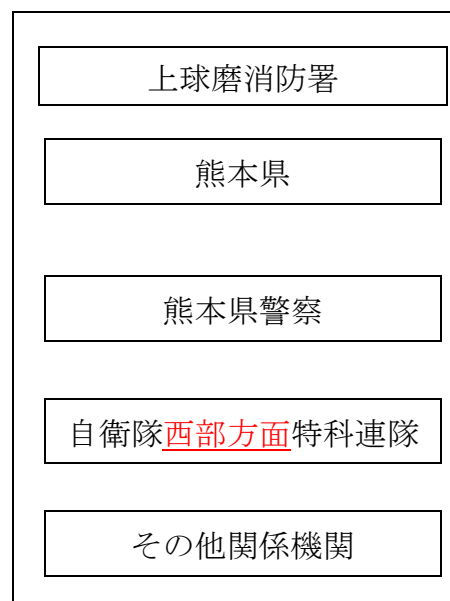 上球磨消防署
熊本県
熊本県警察
自衛隊西部方面特科連隊
その他関係機関